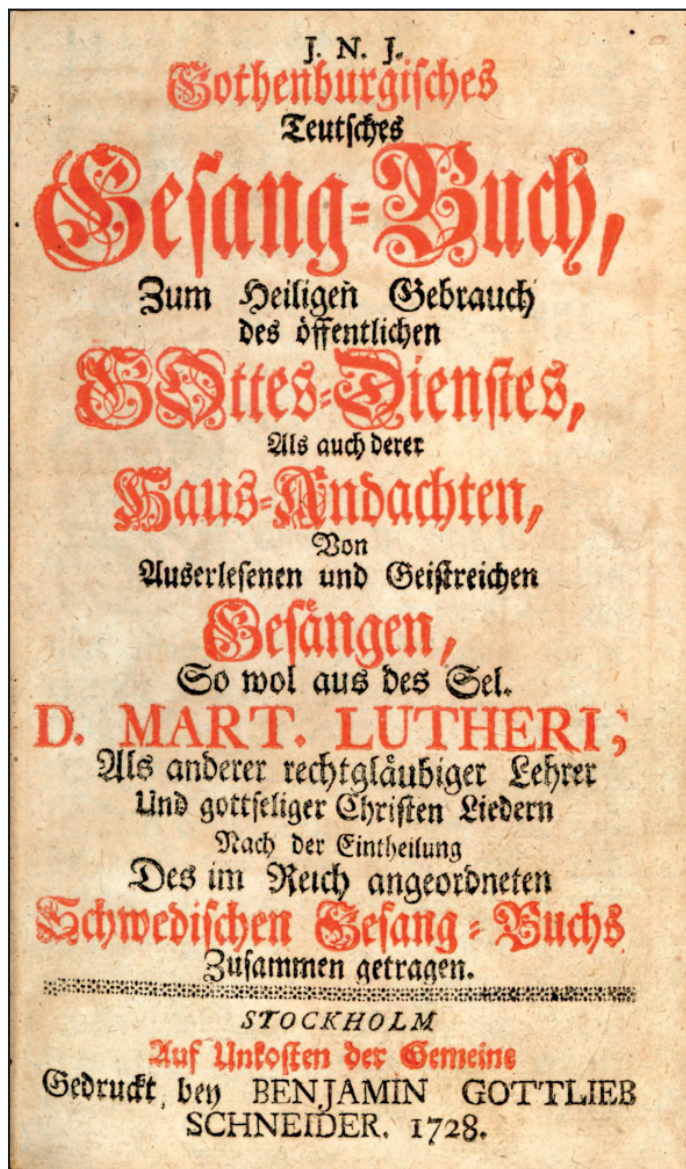 J. N. J.
Gothenburgisches
Teutsches
Gesang-Buch,
Zum Heiligen Gebrauch
des öffentlichen
GOttes-Dienstes,
Als auch derer
Haus-Andachten,
Von
Auserlesenen und Geistreichen
Gesängen,
So wol aus des Sel.
D. MART. LUTHERI,
Als anderer rechtgläubiger Lehrer
Und gottseliger Christen Liedern
Nach der Eintheilung
Des im Reich angeordneten
Schwedischen Gesang-Buchs
Zusammen getragen.
STOCKHOLM
Auf Unkosten der Gemeine
Gedruckt, bey BENJAMIN GOTTLIEB
SCHNEIDER. 1728.